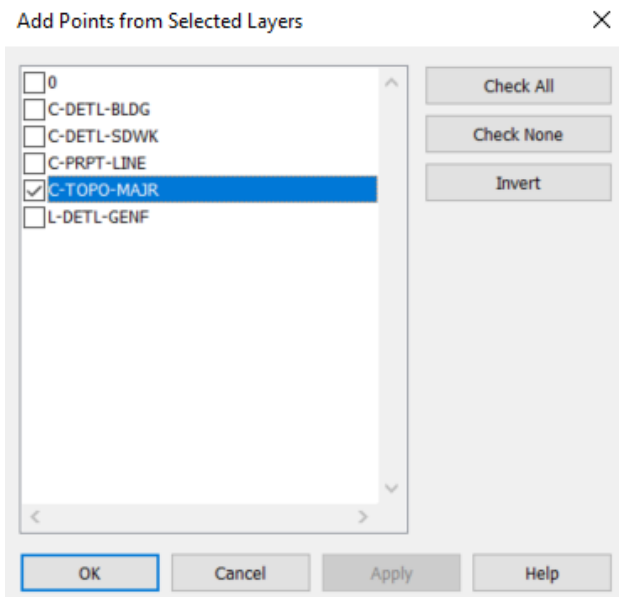 Add Points from Selected Layers
0
C-DETL-BLDG
C-DETL-SDWK
C-PRPT-LINE
C-TOPO-MAJR
L-DETL-GENF
Check All
Check None
Invert
OK
Cancel
Apply
Help